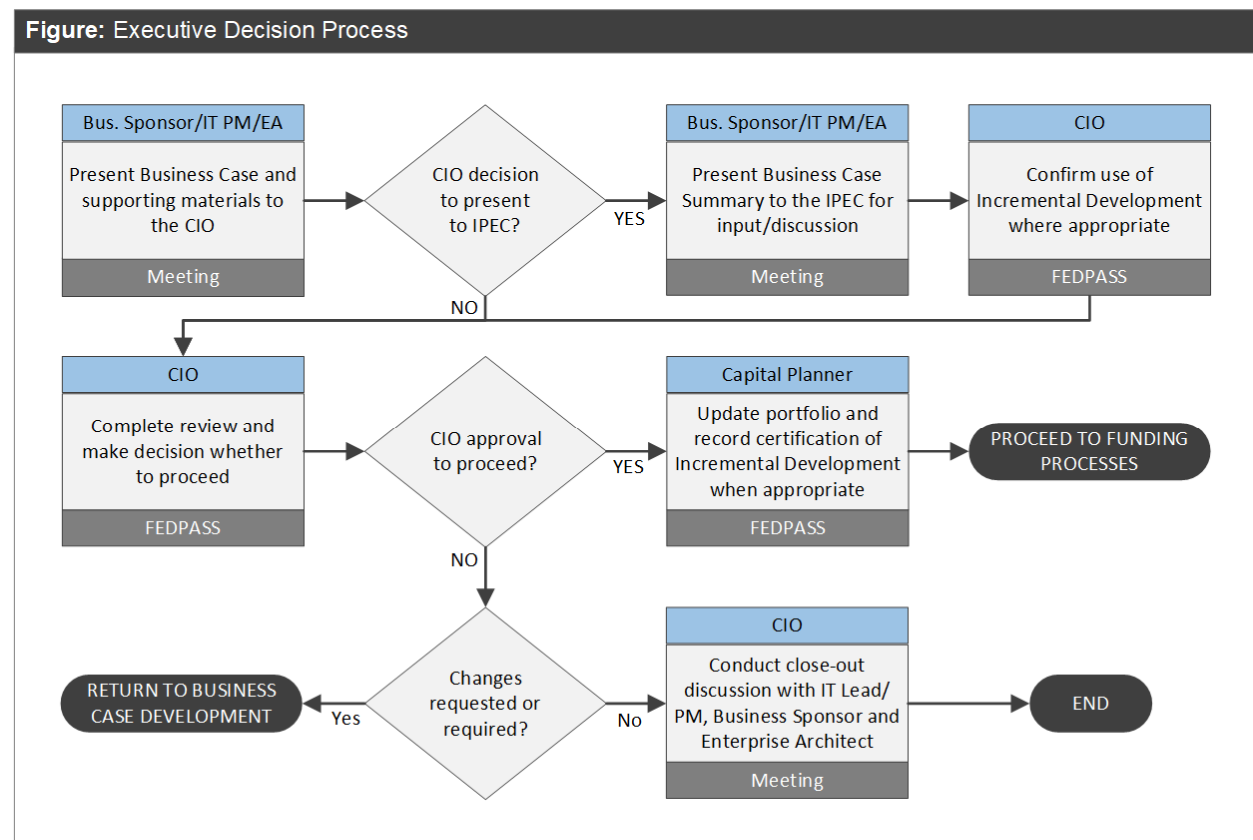 Figure: Executive Decision Process
Bus. Sponsor/IT PM/EA
Present Business Case and
supporting materials to
the CIO
Meeting
CIO decision
to present
to IPEC?
YES
NO
Bus. Sponsor/IT PM/EA
Present Business Case
Summary to the IPEC for
input/discussion
Meeting
CIO
Confirm use of
Incremental Development
where appropriate
FEDPASS
CIO
Complete review and
make decision whether
to proceed
FEDPASS
CIO approval
to proceed?
YES
NO
Capital Planner
Update portfolio and
record certification of
Incremental Development
when appropriate
FEDPASS
PROCEED TO FUNDING
PROCESSES
RETURN TO BUSINESS
CASE DEVELOPMENT
Yes
Changes
requested or
required?
No
CIO
Conduct close-out
discussion with IT Lead/
PM, Business Sponsor and
Enterprise Architect
Meeting
END